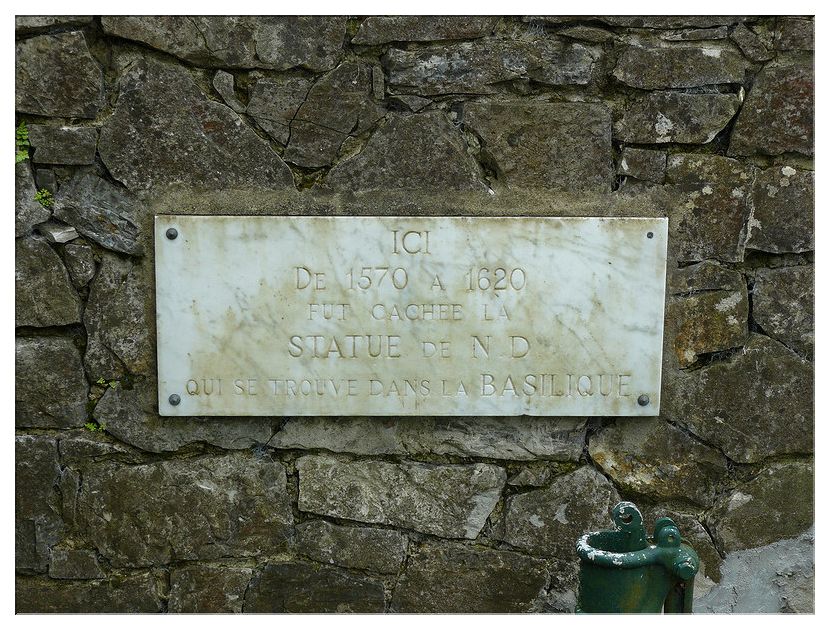 ICI
DE 1570 A 1620
FUT CACHEE LA
STATUE DE N.D
QUI SE TROUVE DANS LA BASILIQUE